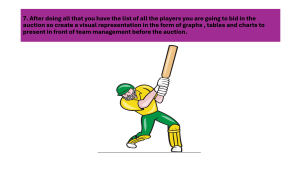 7. After doing all that you have the list of all the players you are going to bid in the
auction so create a visual representation in the form of graphs , tables and charts to
present in front of team management before the auction.